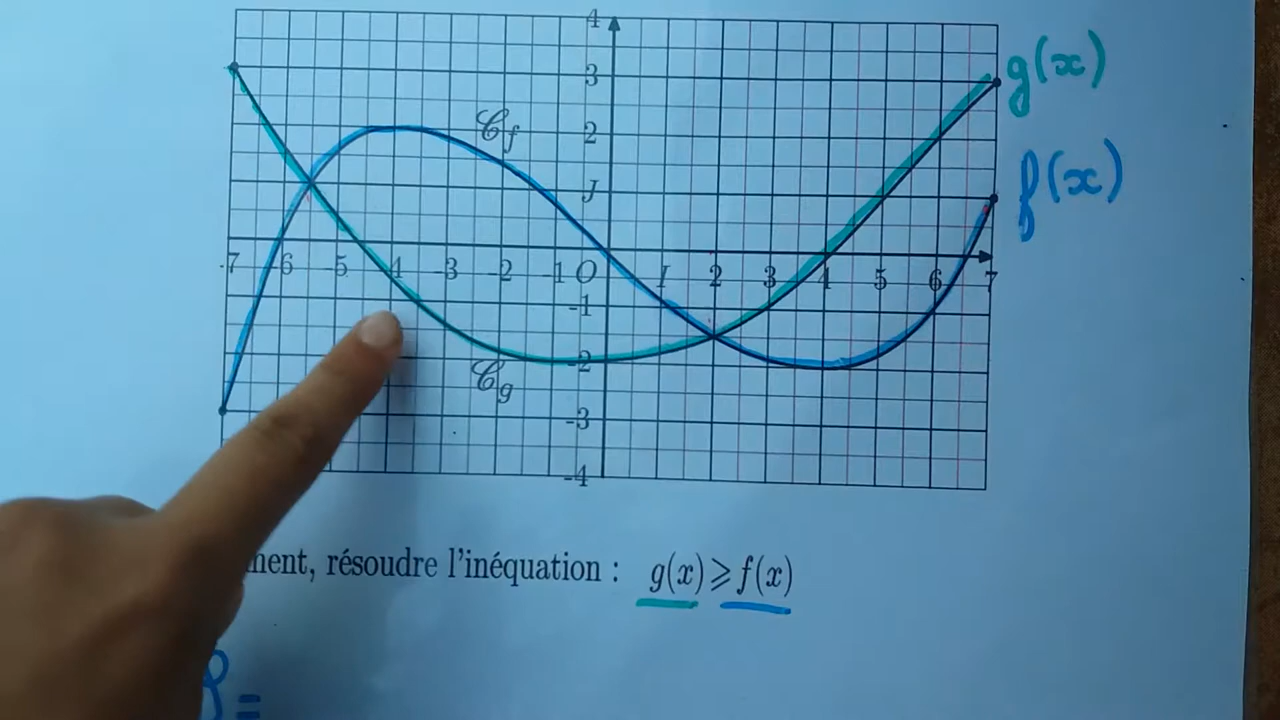 4
g(x)
3
𝒞f
2
f(x)
J
-7 -6 -5 -4 -3 -2 -1 O I 2 3 4 5 6 7
-1
-2
𝒞g
-3
-4
résoudre l'inéquation : g(x) ⩾ f(x)
=